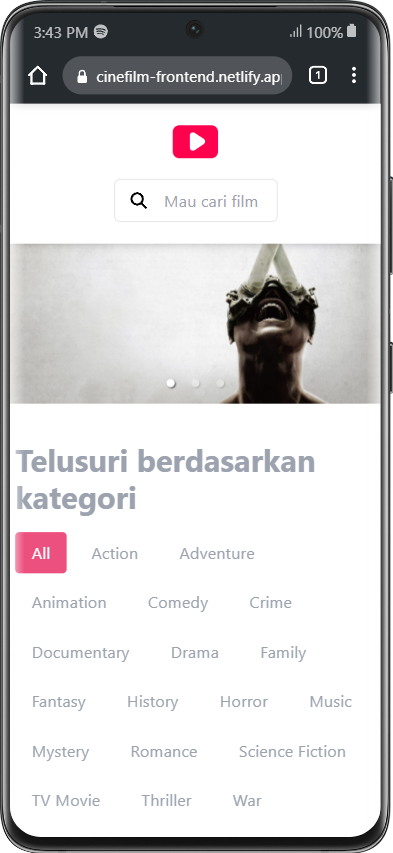 3:43 PM 100%
cinefilm-frontend.netlify.app 1
Mau cari film
Telusuri berdasarkan
kategori
All Action Adventure
Animation Comedy Crime
Documentary Drama Family
Fantasy History Horror Music
Mystery Romance Science Fiction
TV Movie Thriller War